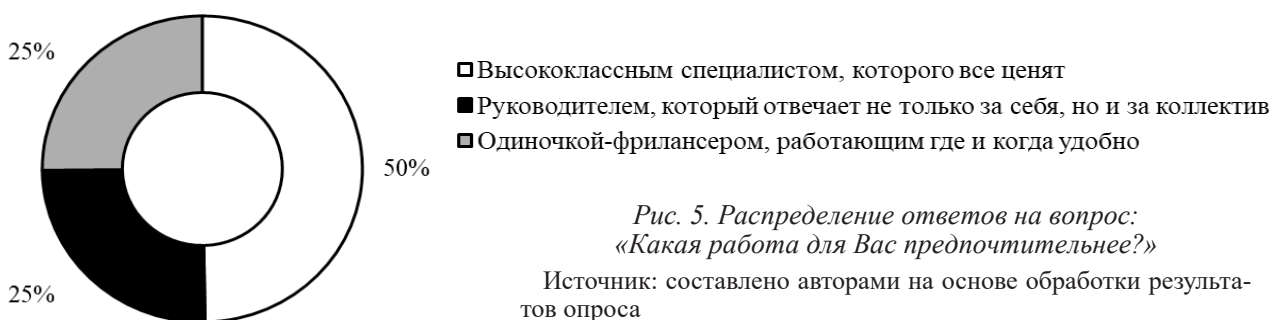 25%
Высококлассным специалистом, которого все ценят
Руководителем, который отвечает не только за себя, но и за коллектив
Одиночкой-фрилансером, работающим где и когда удобно
50%
Рис. 5. Распределение ответов на вопрос:
«Какая работа для Вас предпочтительнее?»
Источник: составлено авторами на основе обработки результа-
тов опроса
25%